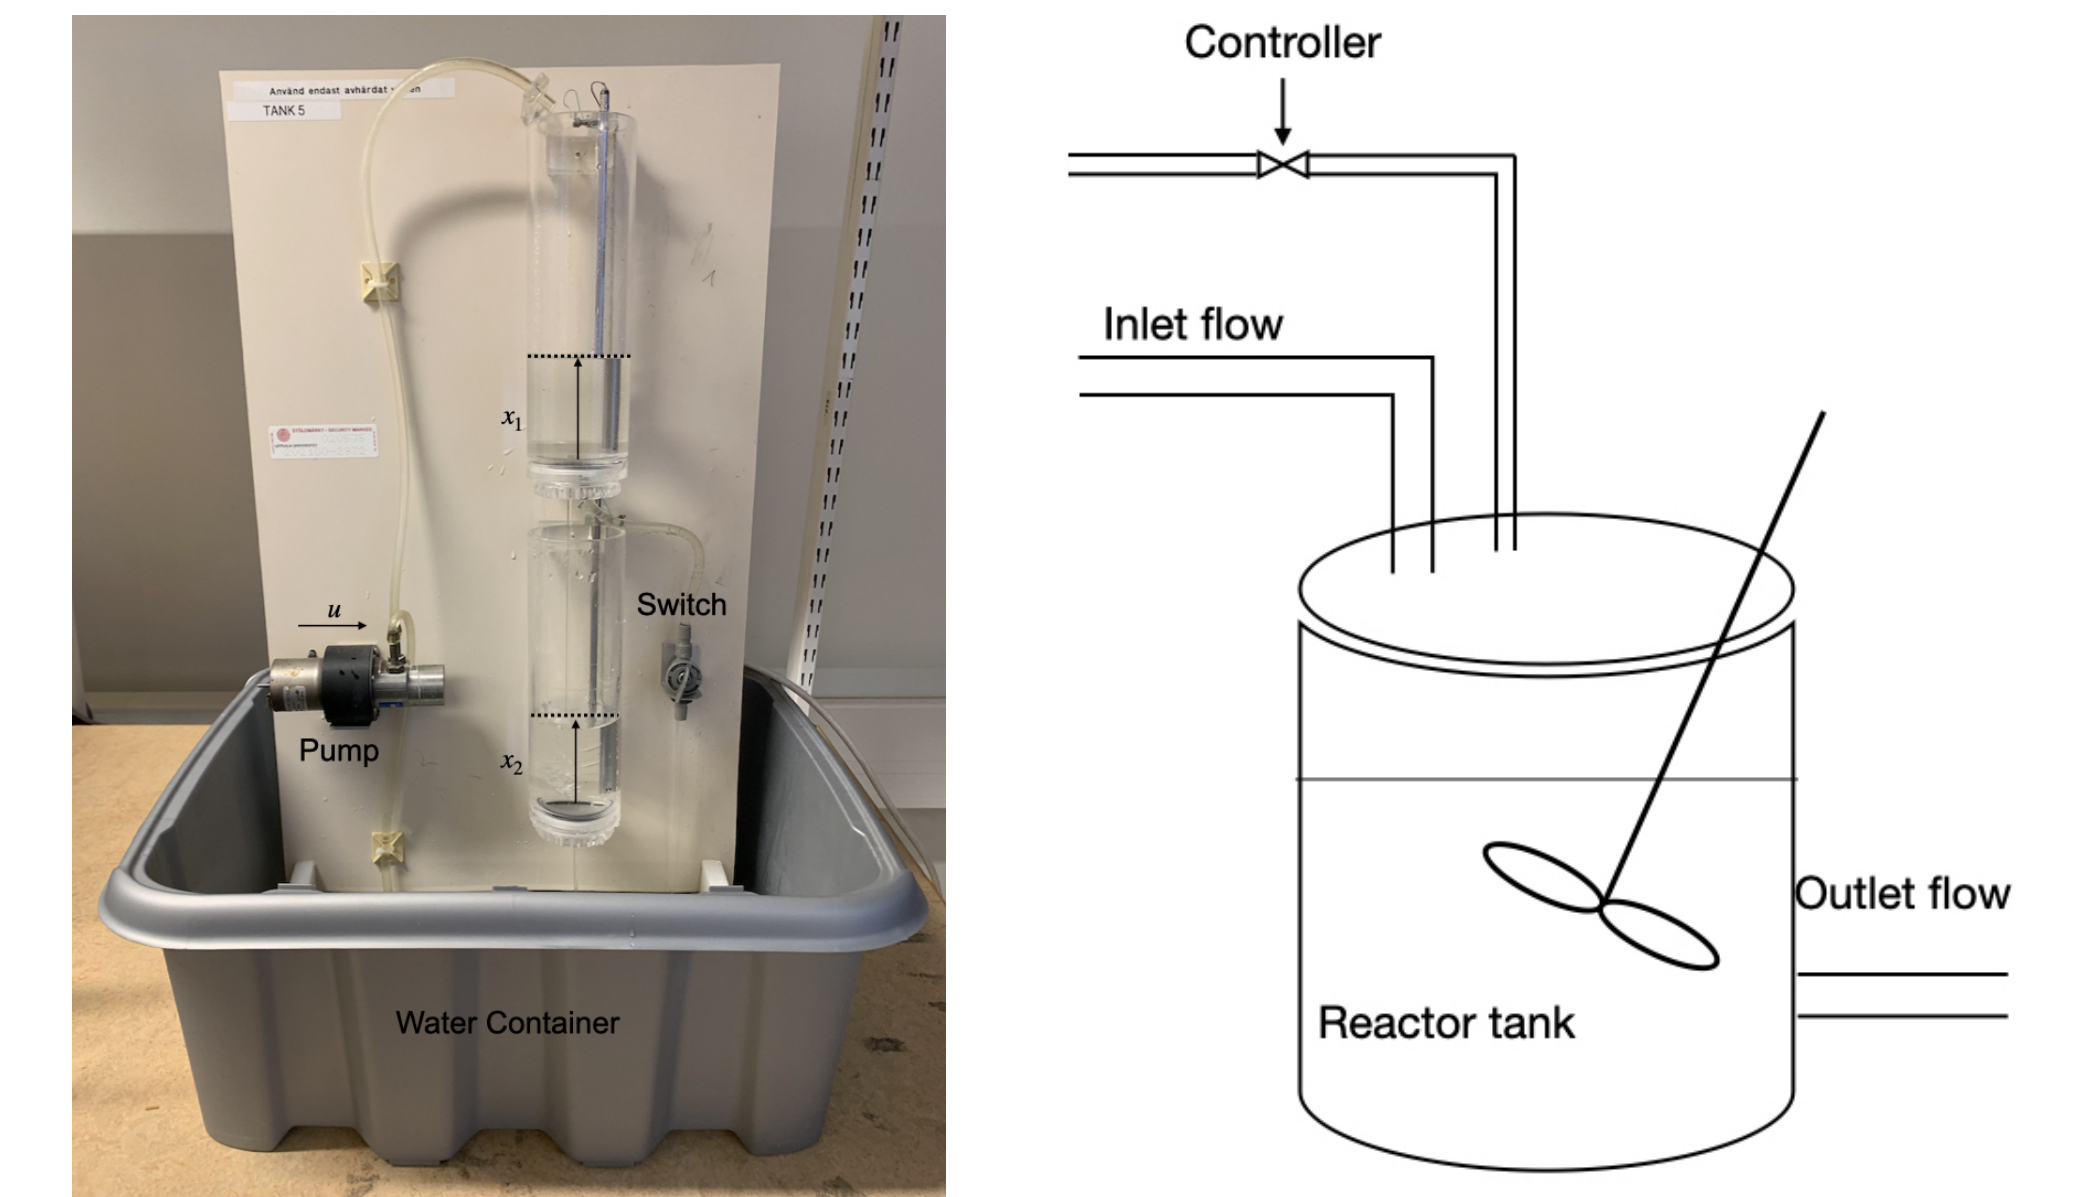 Använd endast avhärdat
TANK 5
x₁
u
Switch
Pump
x₂
Water Container
Controller
Inlet flow
Outlet flow
Reactor tank